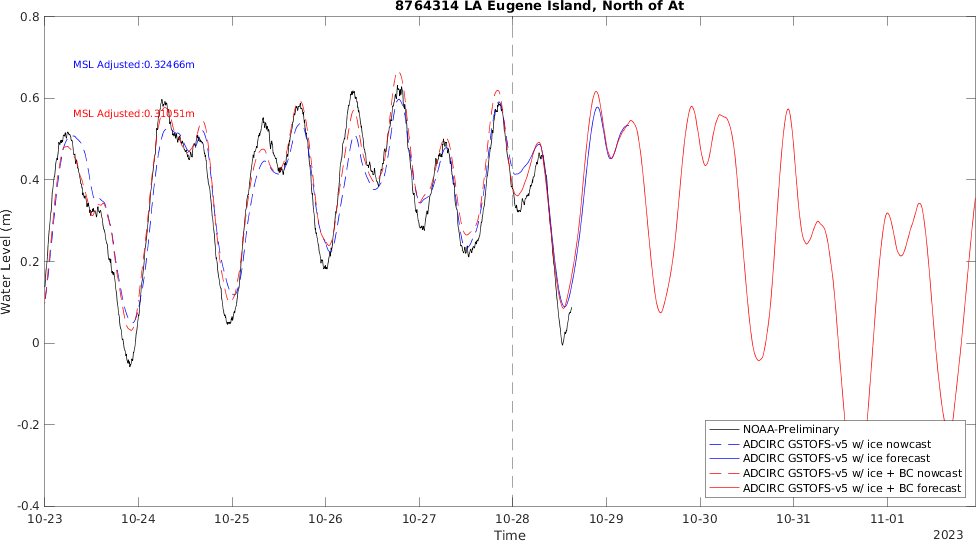 8764314 LA Eugene Island, North of At
0.8
0.6
0.4
0.2
0
-0.2
-0.4
Water Level (m)
MSL Adjusted:0.32466m
MSL Adjusted:0.31051m
NOAA-Preliminary
ADCIRC GSTOFS-v5 w/ ice nowcast
ADCIRC GSTOFS-v5 w/ ice forecast
ADCIRC GSTOFS-v5 w/ ice + BC nowcast
ADCIRC GSTOFS-v5 w/ ice + BC forecast
10-23 10-24 10-25 10-26 10-27 10-28 10-29 10-30 10-31 11-01
Time
2023